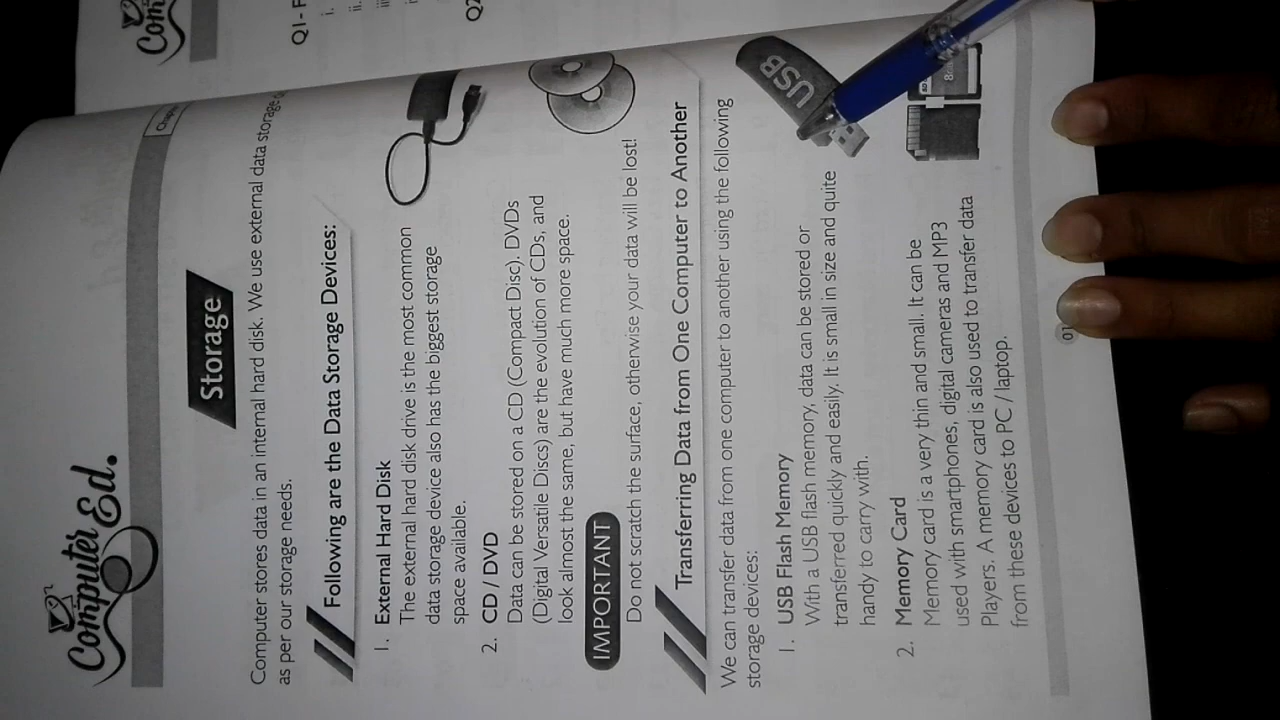 Computer Ed.
Storage
Computer stores data in an internal hard disk. We use external data storage
as per our storage needs.
Following are the Data Storage Devices:
1. External Hard Disk
The external hard disk drive is the most common
data storage device also has the biggest storage
space available.
2. CD / DVD
Data can be stored on a CD (Compact Disc). DVDs
(Digital Versatile Discs) are the evolution of CDs, and
look almost the same, but have much more space.
IMPORTANT
Do not scratch the surface, otherwise your data will be lost!
Transferring Data from One Computer to Another
We can transfer data from one computer to another using the following
storage devices:
1. USB Flash Memory
With a USB flash memory, data can be stored or
transferred quickly and easily. It is small in size and quite
handy to carry with.
USB
2. Memory Card
Memory card is a very thin and small. It can be
used with smartphones, digital cameras and MP3
Players. A memory card is also used to transfer data
from these devices to PC / laptop.
01
Com
Q1- F
i.
ii.
Q2